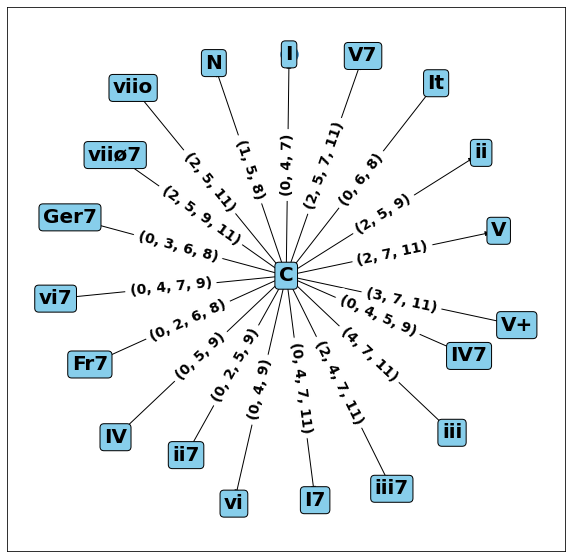 I
V7
N
It
viio
ii
viiø7
Ger7
V
vi7
V+
Fr7
IV7
IV
iii
ii7
iii7
vi
I7
C
(0, 4, 7)
(2, 5, 7, 11)
(1, 5, 8)
(0, 6, 8)
(2, 5, 11)
(2, 5, 9)
(2, 5, 9, 11)
(0, 3, 6, 8)
(2, 7, 11)
(0, 4, 7, 9)
(3, 7, 11)
(0, 2, 6, 8)
(0, 4, 5, 9)
(0, 5, 9)
(4, 7, 11)
(0, 2, 5, 9)
(2, 4, 7, 11)
(0, 4, 9)
(0, 4, 7, 11)